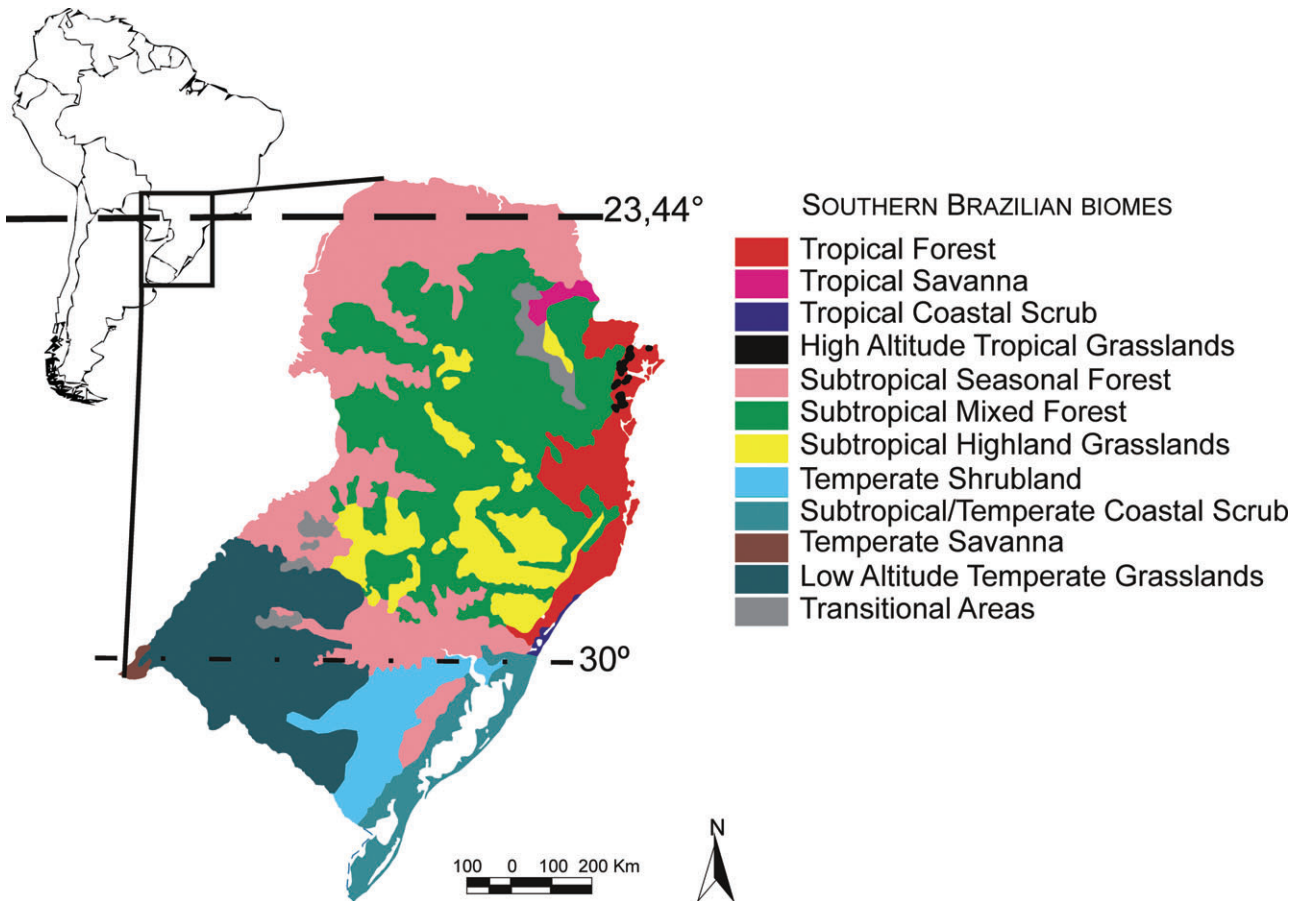 23,44°
SOUTHERN BRAZILIAN BIOMES
Tropical Forest
Tropical Savanna
Tropical Coastal Scrub
High Altitude Tropical Grasslands
Subtropical Seasonal Forest
Subtropical Mixed Forest
Subtropical Highland Grasslands
Temperate Shrubland
Subtropical/Temperate Coastal Scrub
Temperate Savanna
Low Altitude Temperate Grasslands
Transitional Areas
30º
N
100 0 100 200 Km